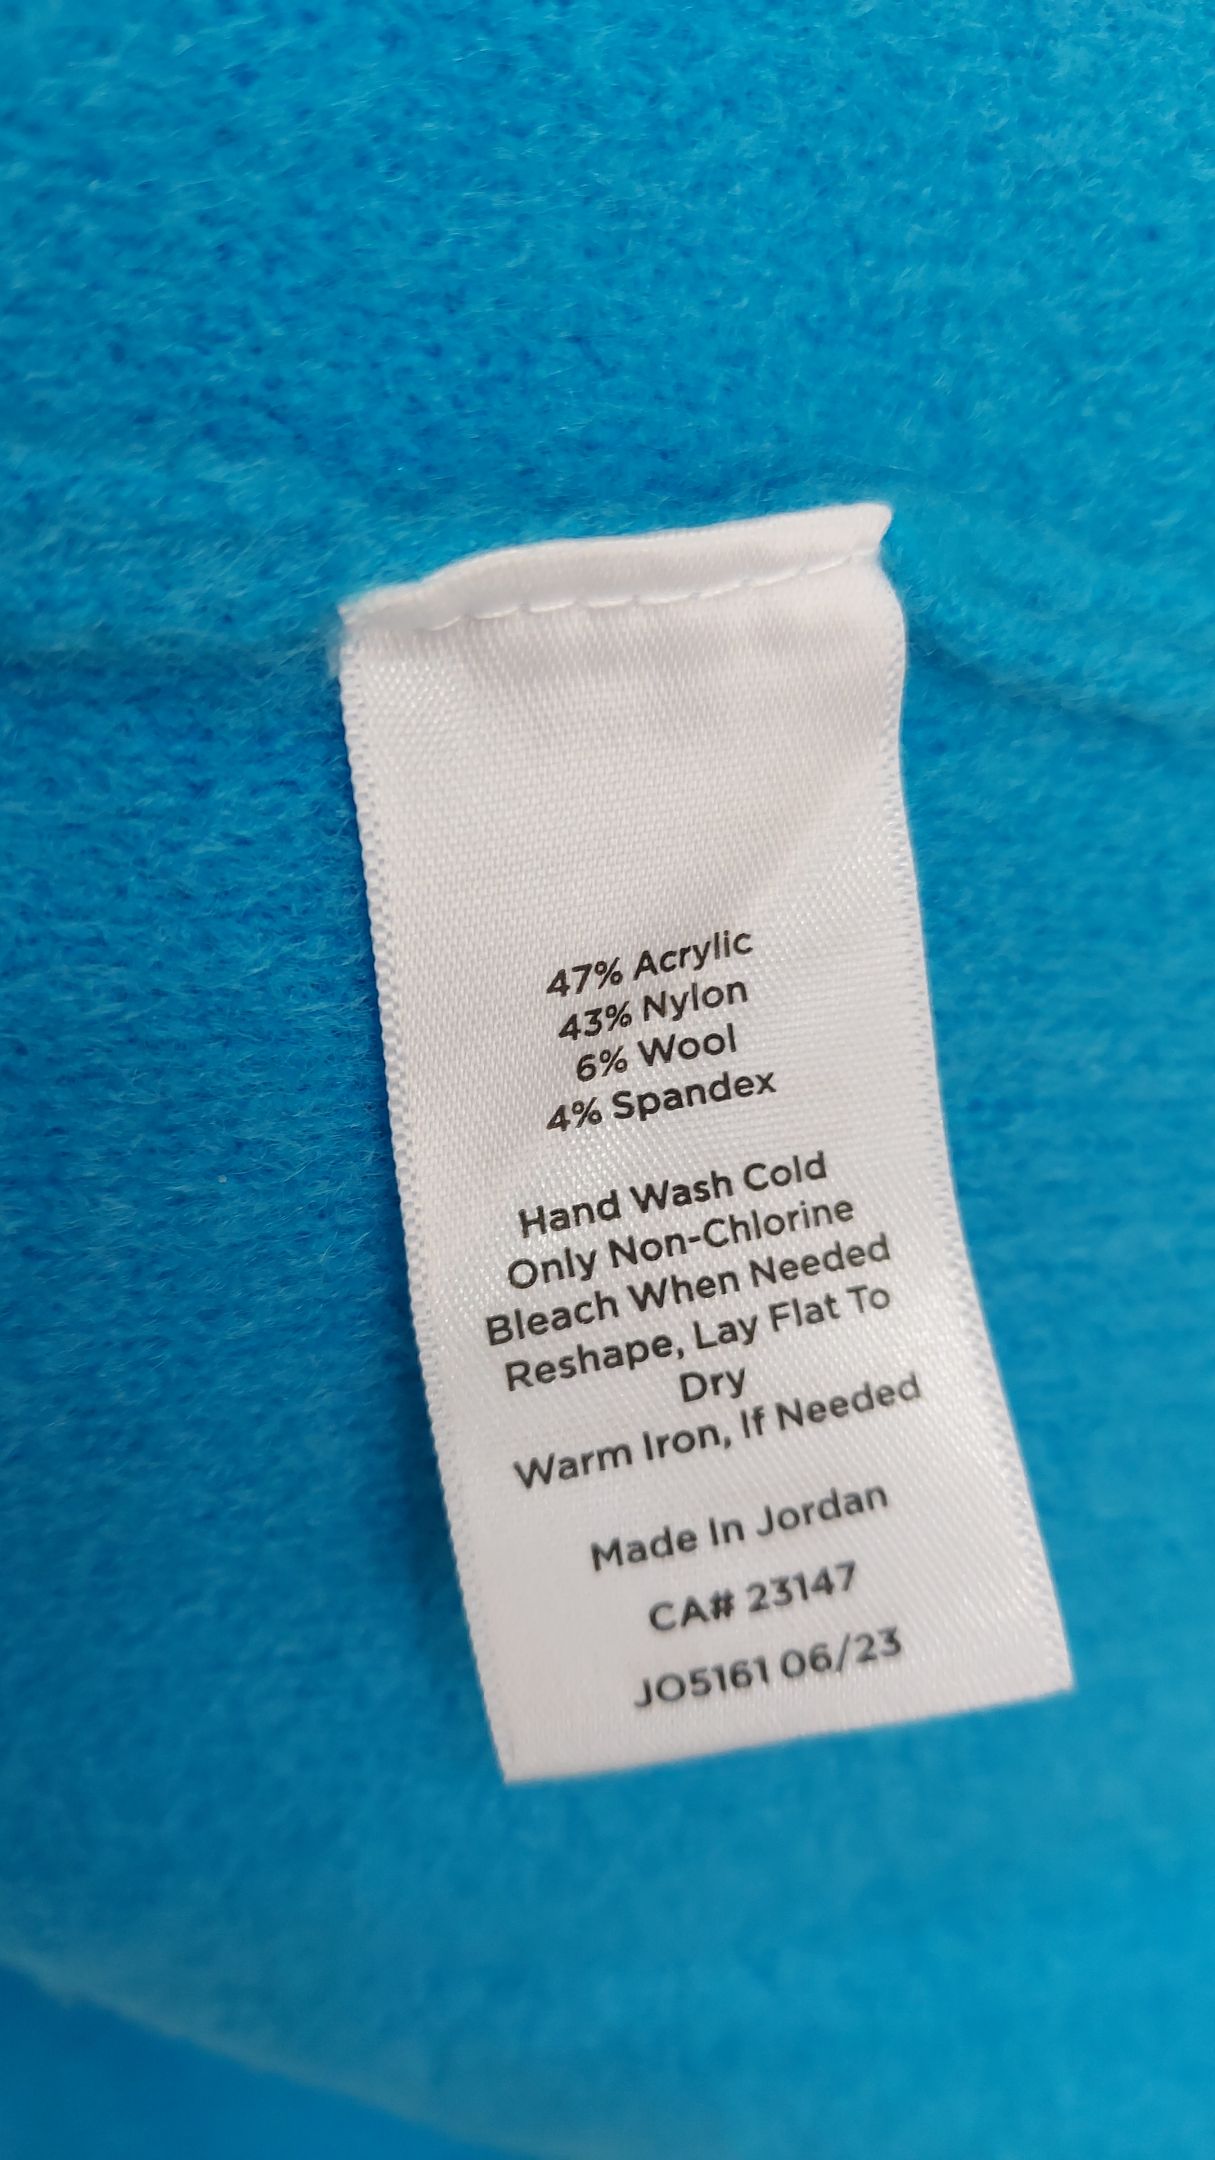 47% Acrylic
43% Nylon
6% Wool
4% Spandex
Hand Wash Cold
Only Non-Chlorine
Bleach When Needed
Reshape, Lay Flat To
Dry
Warm Iron, If Needed
Made In Jordan
CA# 23147
JO5161 06/23